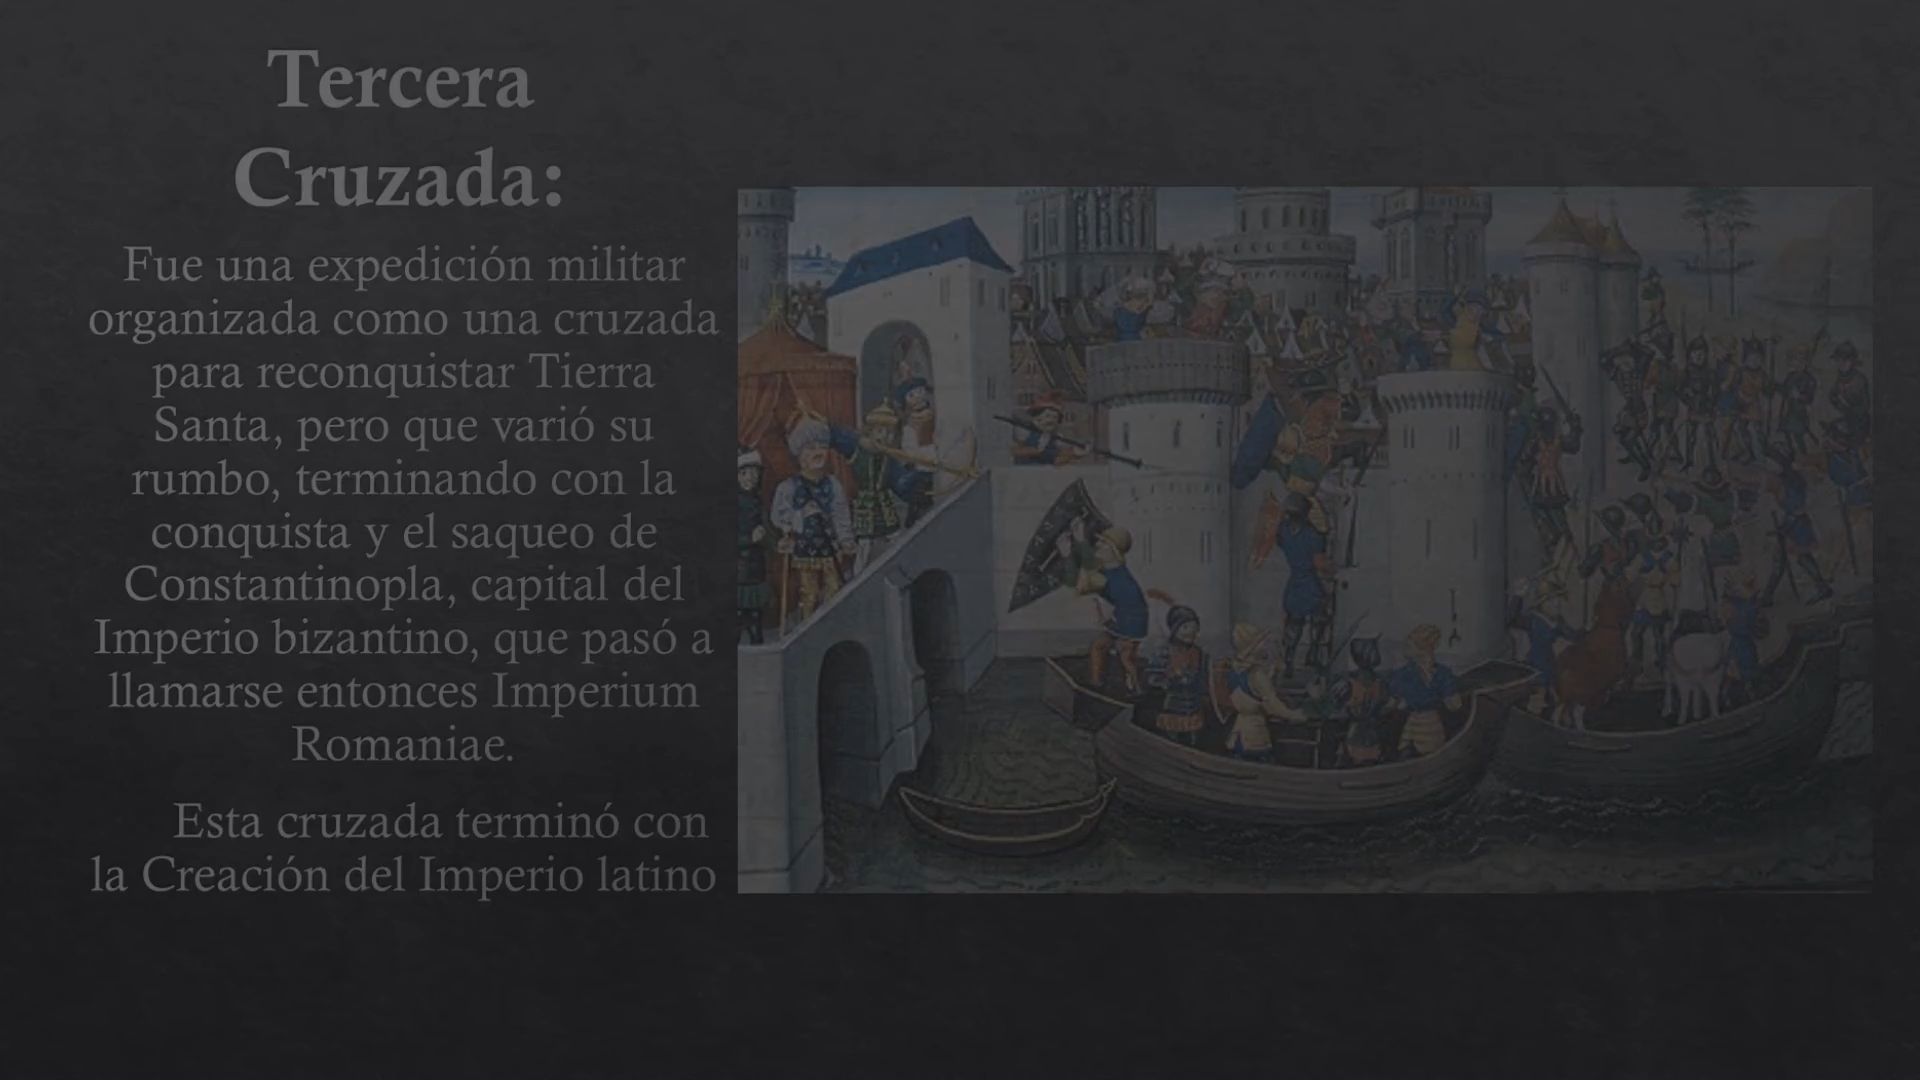 Tercera
Cruzada:
Fue una expedición militar
organizada como una cruzada
para reconquistar Tierra
Santa, pero que varió su
rumbo, terminando con la
conquista y el saqueo de
Constantinopla, capital del
Imperio bizantino, que pasó a
llamarse entonces Imperium
Romaniae.
Esta cruzada terminó con
la Creación del Imperio latino